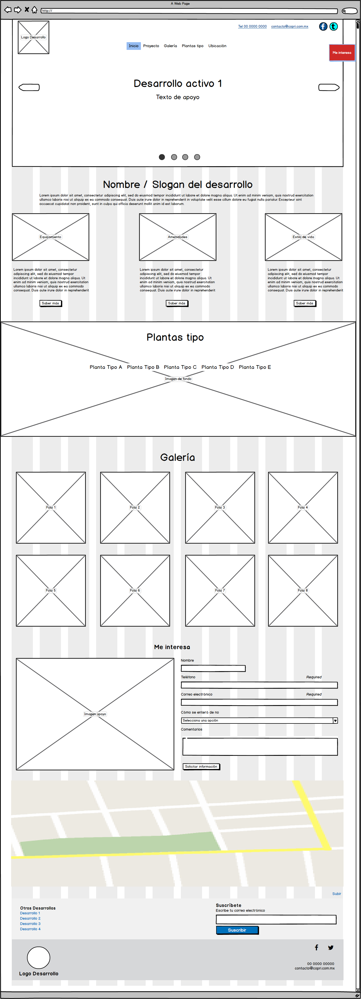 A Web Page
http://
Logo Desarrollo
Tel 00 0000 0000 contacto@copri.com.mx
f t
Inicio Proyecto Galería Plantas tipo Ubicación
Me interesa
Desarrollo activo 1
Texto de apoyo
Nombre / Slogan del desarrollo
Lorem ipsum dolor sit amet, consectetur adipiscing elit, sed do eiusmod tempor incididunt ut labore et dolore magna aliqua. Ut enim ad minim veniam, quis nostrud exercitation
ullamco laboris nisi ut aliquip ex ea commodo consequat. Duis aute irure dolor in reprehenderit in voluptate velit esse cillum dolore eu fugiat nulla pariatur. Excepteur sint
occaecat cupidatat non proident, sunt in culpa qui officia deserunt mollit anim id est laborum.
Equipamiento
Lorem ipsum dolor sit amet, consectetur
adipiscing elit, sed do eiusmod tempor
incididunt ut labore et dolore magna aliqua. Ut
enim ad minim veniam, quis nostrud exercitation
ullamco laboris nisi ut aliquip ex ea commodo
consequat. Duis aute irure dolor in reprehenderit
Saber más
Amenidades
Lorem ipsum dolor sit amet, consectetur
adipiscing elit, sed do eiusmod tempor
incididunt ut labore et dolore magna aliqua. Ut
enim ad minim veniam, quis nostrud exercitation
ullamco laboris nisi ut aliquip ex ea commodo
consequat. Duis aute irure dolor in reprehenderit
Saber más
Estilo de vida
Lorem ipsum dolor sit amet, consectetur
adipiscing elit, sed do eiusmod tempor
incididunt ut labore et dolore magna aliqua. Ut
enim ad minim veniam, quis nostrud exercitation
ullamco laboris nisi ut aliquip ex ea commodo
consequat. Duis aute irure dolor in reprehenderit
Saber más
Plantas tipo
Planta Tipo A Planta Tipo B Planta Tipo C Planta Tipo D Planta Tipo E
Imagen de fondo
Galería
Foto 1 Foto 2 Foto 3 Foto 4
Foto 5 Foto 6 Foto 7 Foto 8
Me interesa
Imagen apoyo
Nombre
Teléfono Required
Correo electrónico Required
Cómo se enteró de no
Selecciona una opción
Comentarios
Solicitar información
Subir
Otros Desarrollos
Desarrollo 1
Desarrollo 2
Desarrollo 3
Desarrollo 4
Suscríbete
Escribe tu correo electrónico
Suscribir
Logo Desarrollo
f
00 0000 00000
contacto@copri.com.mx